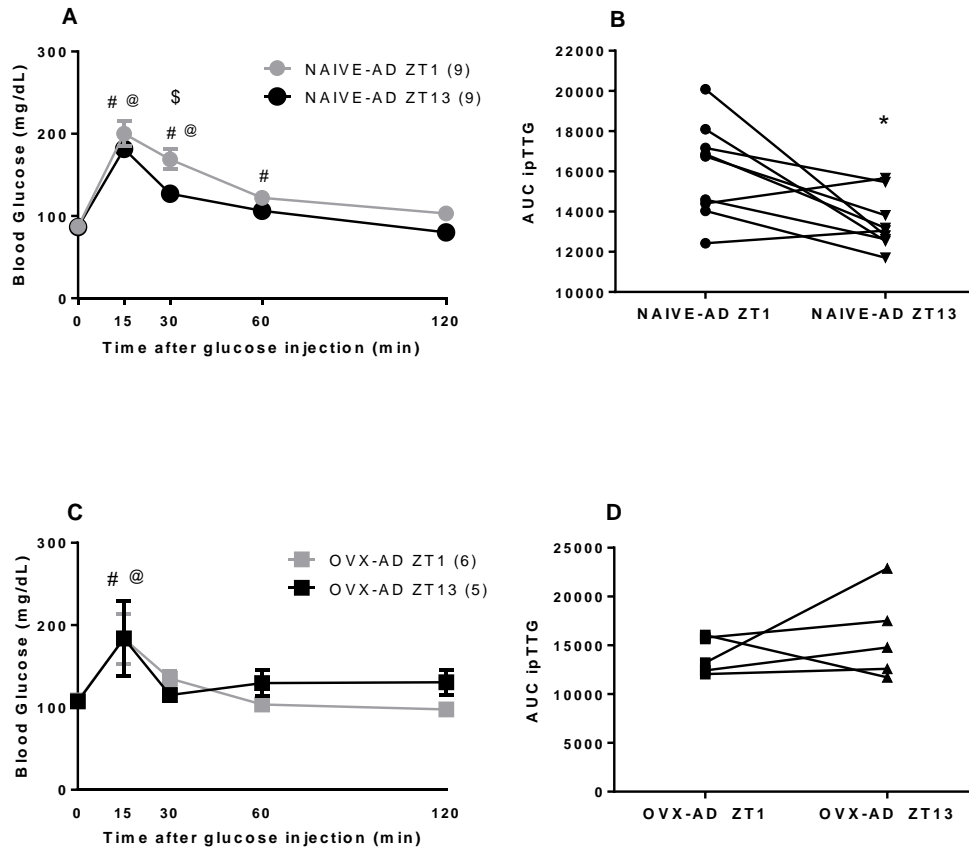 A
Blood Glucose (mg/dL)
300
200
100
0
# @
$
# @
#
NAIVE-AD ZT1 (9)
NAIVE-AD ZT13 (9)
0 15 30 60 120
Time after glucose injection (min)
B
AUC ipTTG
22000
20000
18000
16000
14000
12000
10000
*
NAIVE-AD ZT1 NAIVE-AD ZT13
C
Blood Glucose (mg/dL)
300
200
100
0
# @
OVX-AD ZT1 (6)
OVX-AD ZT13 (5)
0 15 30 60 120
Time after glucose injection (min)
D
AUC ipTTG
25000
20000
15000
10000
5000
0
OVX-AD ZT1 OVX-AD ZT13